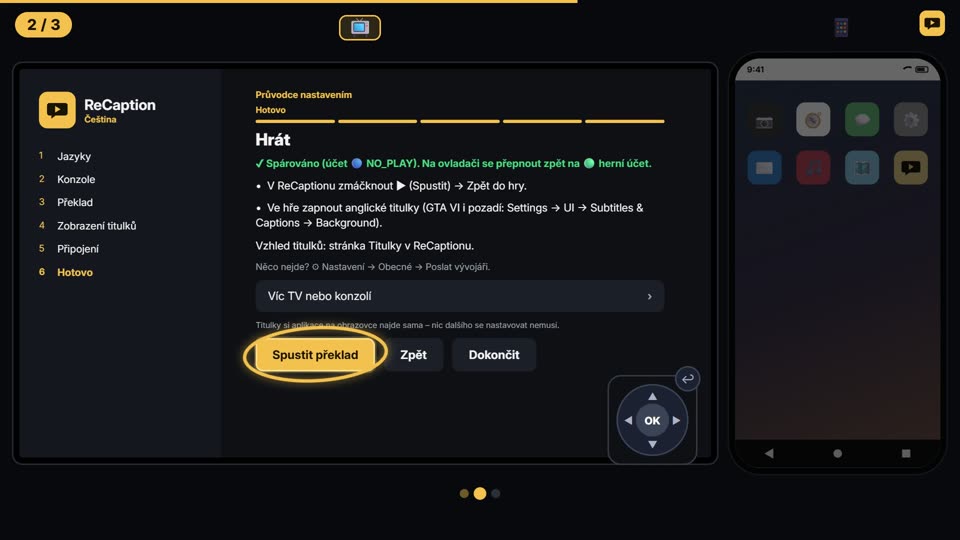 2 / 3
ReCaption
Čeština
1 Jazyky
2 Konzole
3 Překlad
4 Zobrazení titulků
5 Připojení
6 Hotovo
Průvodce nastavením
Hotovo
Hrát
✓ Spárováno (účet 🔵 NO_PLAY). Na ovladači se přepnout zpět na 🟢 herní účet.
• V ReCaptionu zmáčknout ▶ (Spustit) → Zpět do hry.
• Ve hře zapnout anglické titulky (GTA VI i pozadí: Settings → UI → Subtitles &
Captions → Background).
Vzhled titulků: stránka Titulky v ReCaptionu.
Něco nejde? ⚙ Nastavení → Obecné → Poslat vývojáři.
Víc TV nebo konzolí ›
Titulky si aplikace na obrazovce najde sama – nic dalšího se nastavovat nemusí.
Spustit překlad
Zpět
Dokončit
OK
9:41